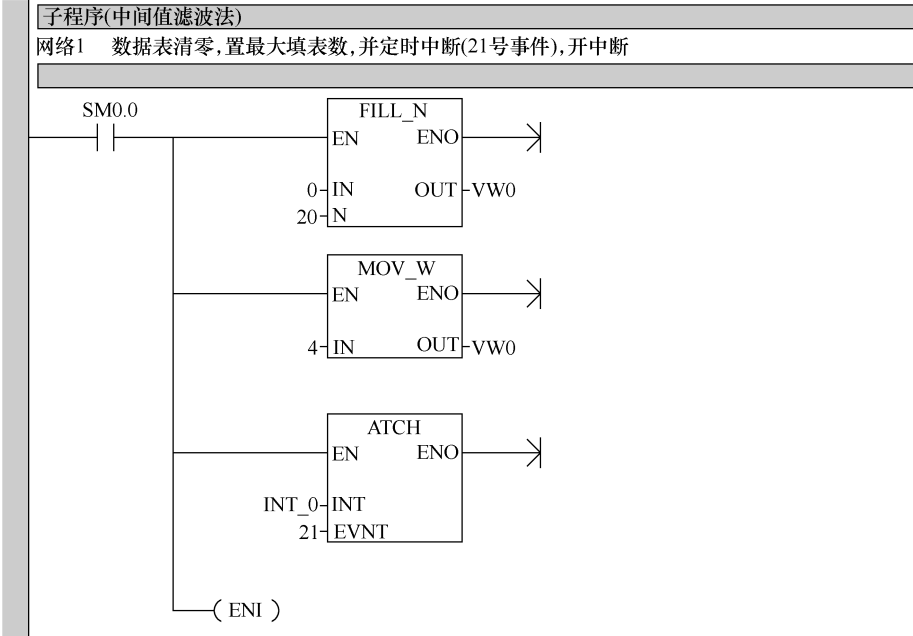 子程序(中间值滤波法)
网络1 数据表清零,置最大填表数,并定时中断(21号事件),开中断
SM0.0
FILL_N
EN ENO
0 IN OUT VW0
20 N
MOV_W
EN ENO
4 IN OUT VW0
ATCH
EN ENO
INT_0 INT
21 EVNT
( ENI )